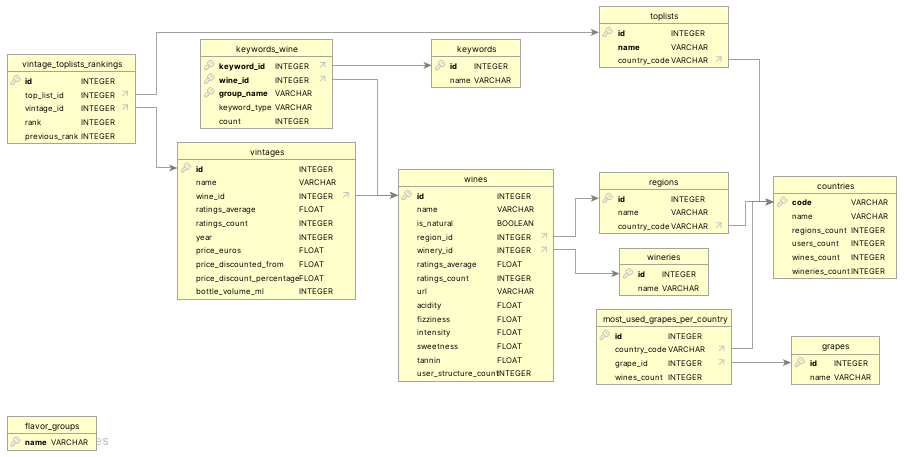 toplists
id INTEGER
name VARCHAR
country_code VARCHAR
vintage_toplists_rankings
id INTEGER
top_list_id INTEGER
vintage_id INTEGER
rank INTEGER
previous_rank INTEGER
keywords_wine
keyword_id INTEGER
wine_id INTEGER
group_name VARCHAR
keyword_type VARCHAR
count INTEGER
keywords
id INTEGER
name VARCHAR
vintages
id INTEGER
name VARCHAR
wine_id INTEGER
ratings_average FLOAT
ratings_count INTEGER
year INTEGER
price_euros FLOAT
price_discounted_from FLOAT
price_discount_percentage FLOAT
bottle_volume_ml INTEGER
wines
id INTEGER
name VARCHAR
is_natural BOOLEAN
region_id INTEGER
winery_id INTEGER
ratings_average FLOAT
ratings_count INTEGER
url VARCHAR
acidity FLOAT
fizziness FLOAT
intensity FLOAT
sweetness FLOAT
tannin FLOAT
user_structure_count INTEGER
regions
id INTEGER
name VARCHAR
country_code VARCHAR
countries
code VARCHAR
name VARCHAR
regions_count INTEGER
users_count INTEGER
wines_count INTEGER
wineries_count INTEGER
wineries
id INTEGER
name VARCHAR
most_used_grapes_per_country
id INTEGER
country_code VARCHAR
grape_id INTEGER
wines_count INTEGER
grapes
id INTEGER
name VARCHAR
flavor_groups
name VARCHAR